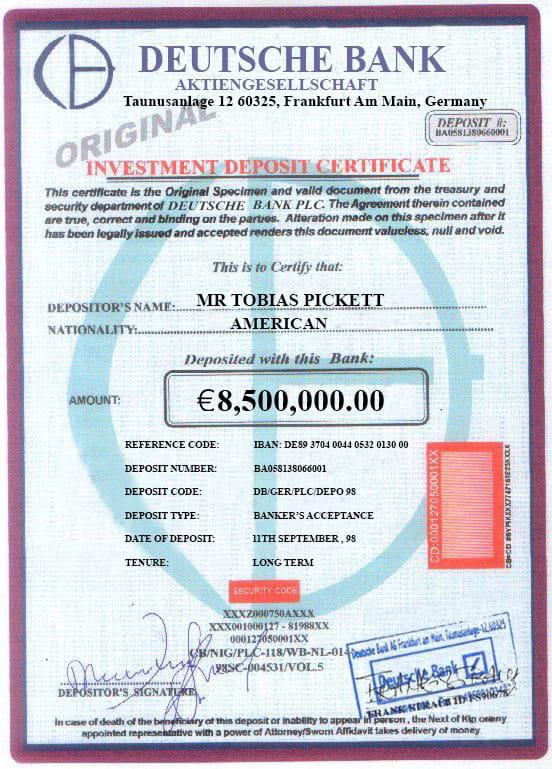 DEUTSCHE BANK
AKTIENGESELLSCHAFT
Taunusanlage 12 60325, Frankfurt Am Main, Germany
DEPOSIT #:
BA0581380660001
ORIGINAL
INVESTMENT DEPOSIT CERTIFICATE
This certificate is the Original Specimen and valid document from the treasury and
security department of DEUTSCHE BANK PLC. The Agreement therein contained
are true, correct and binding on the parties. Alteration made on this specimen after it
has been legally issued and accepted renders this document valueless, null and void.
This is to Certify that:
DEPOSITOR'S NAME: MR TOBIAS PICKETT
NATIONALITY: AMERICAN
Deposited with this Bank:
AMOUNT: €8,500,000.00
REFERENCE CODE: IBAN: DE89 3704 0044 0532 0130 00
DEPOSIT NUMBER: BA058138066001
DEPOSIT CODE: DB/GER/PLC/DEPO 98
DEPOSIT TYPE: BANKER'S ACCEPTANCE
DATE OF DEPOSIT: 11TH SEPTEMBER , 98
TENURE: LONG TERM
CD:000127050001XX
SECURITY CODE
XXXZ000750AXXX
XXX001000127 - 81988XX
000127050001XX
CB/NIG/PLC-118/WB-NL-01
98SC-004531/VOL.5
DEPOSITOR'S SIGNATURE
Deutsche Bank AG Frankfurt am Main, Taunusanlage-12, 60325
Deutsche Bank
In case of death of the beneficiary of this deposit or inability to appear in person , the Next of Kin or any
appointed representative with a power of Attorney/Sworn Affidavit takes delivery of money